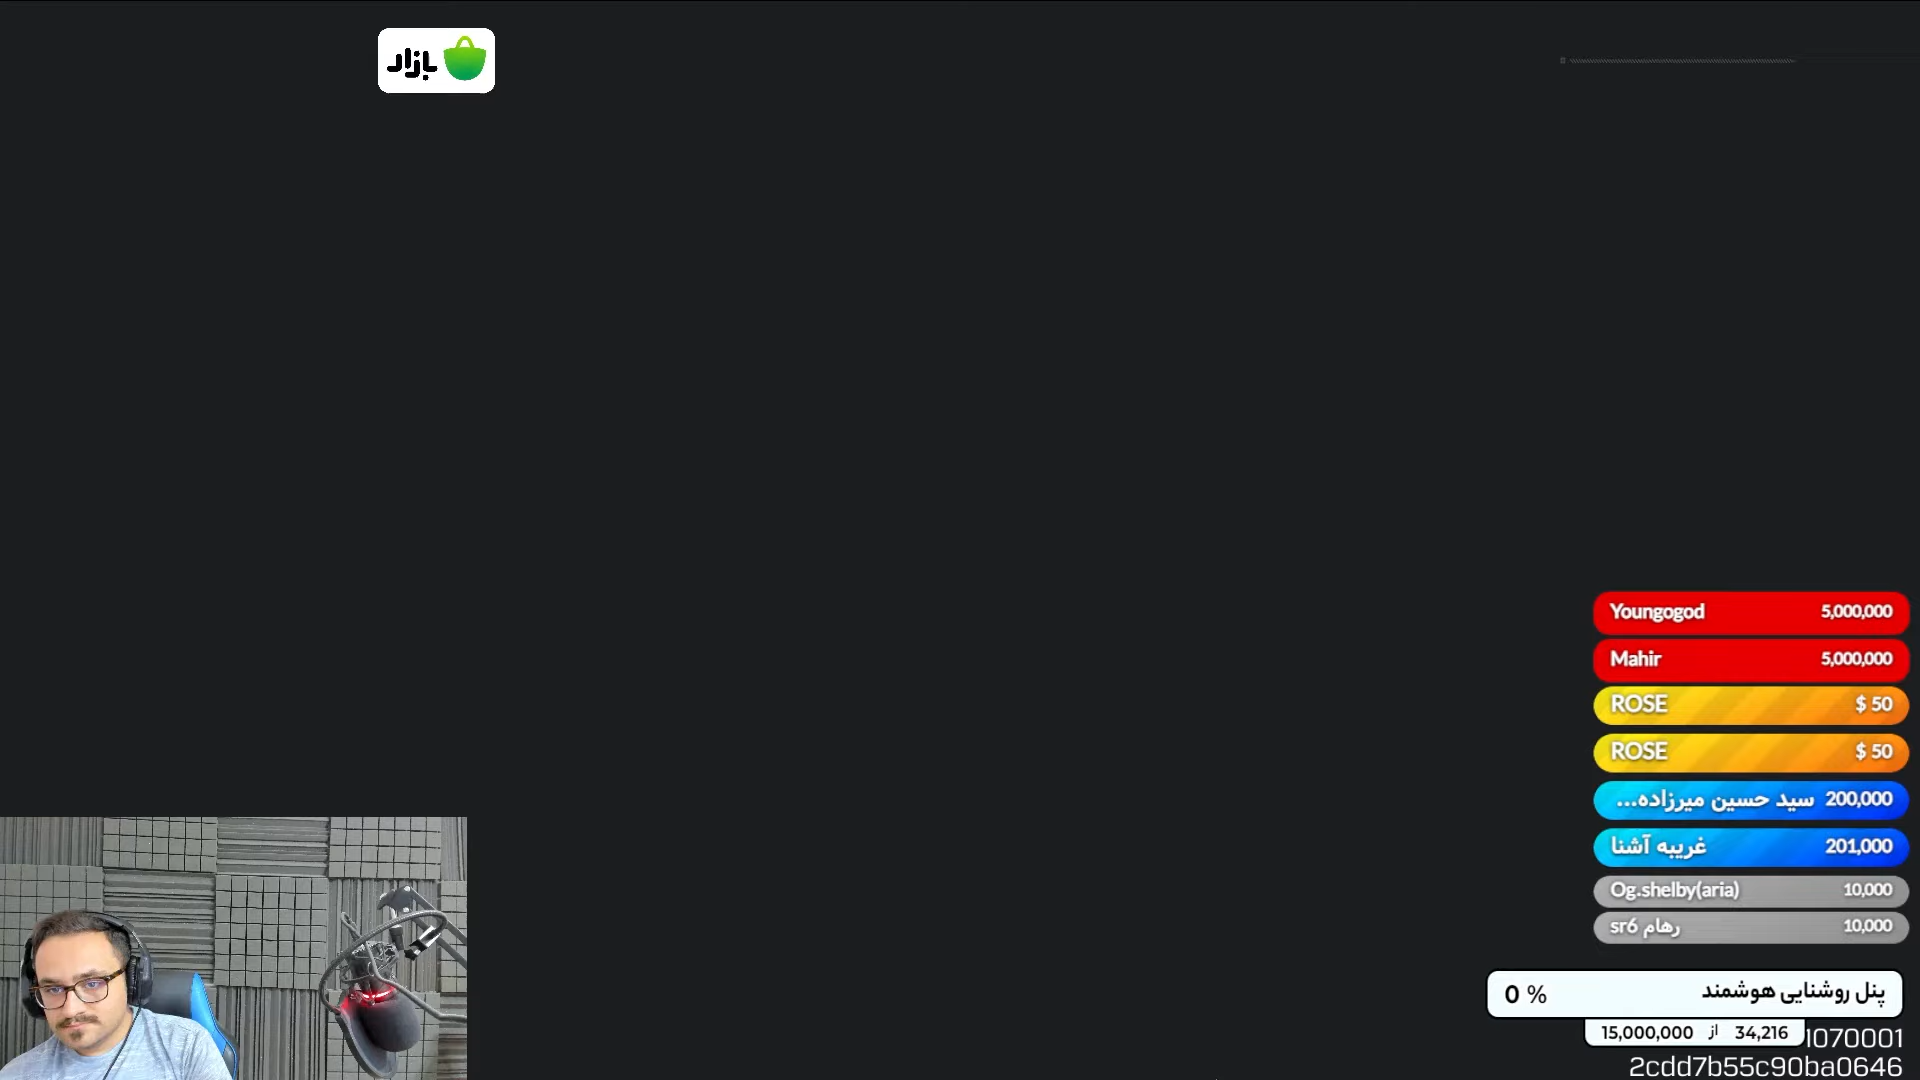 بازار
Youngogod 5,000,000
Mahir 5,000,000
ROSE $ 50
ROSE $ 50
سید حسین میرزاده... 200,000
غریبه آشنا 201,000
Og.shelby(aria) 10,000
رهام sr6 10,000
پنل روشنایی هوشمند 0 %
34,216 از 15,000,000
1070001
2cdd7b55c90ba0646